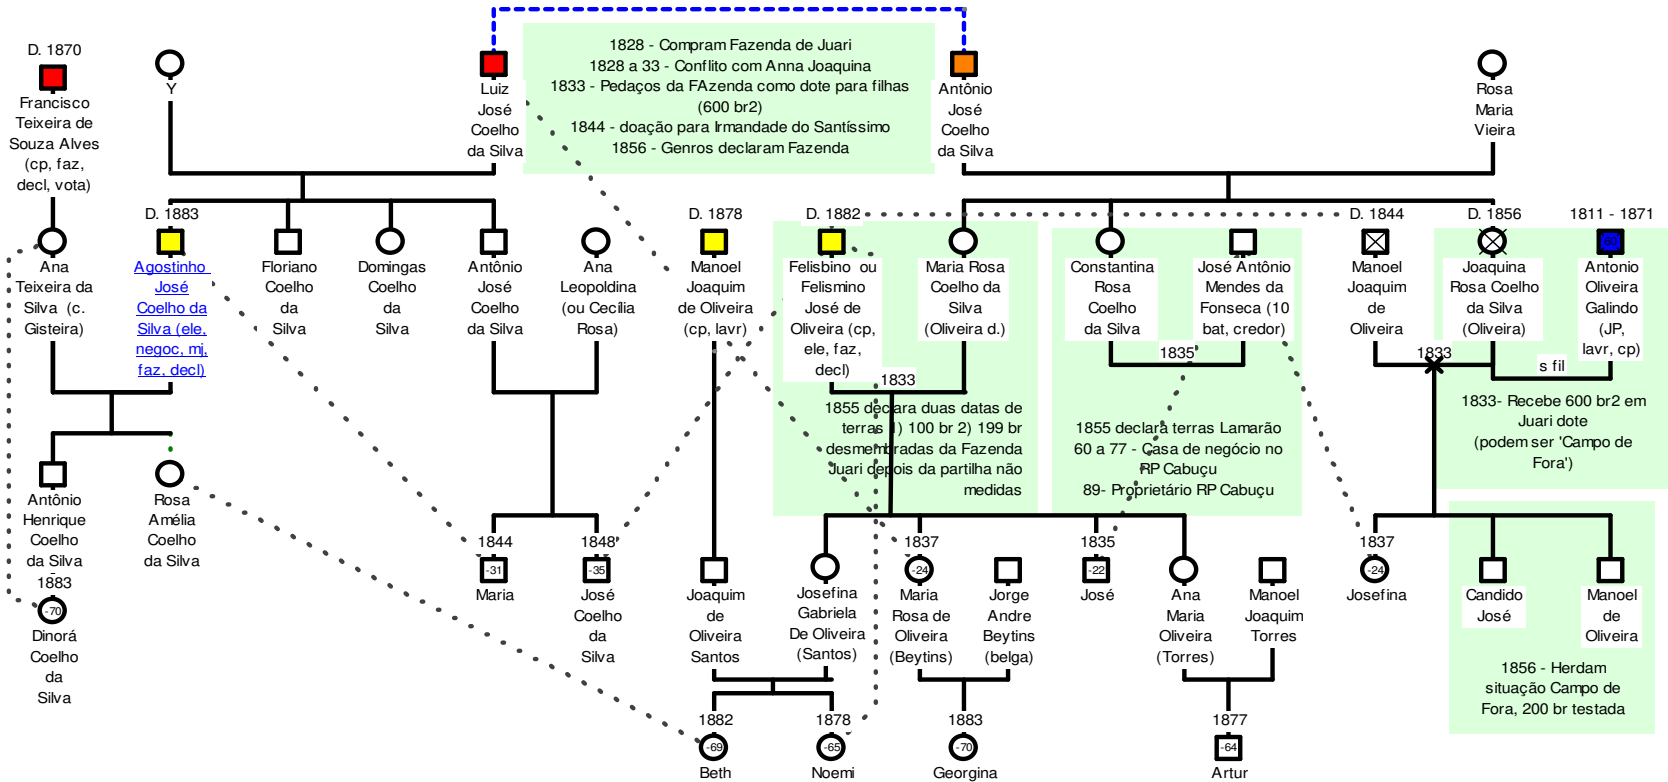 D. 1870
Francisco
Teixeira de
Souza Alves
(cp, faz,
decl, vota)
Y
Luiz
José
Coelho
da Silva
1828 - Compram Fazenda de Juari
1828 a 33 - Conflito com Anna Joaquina
1833 - Pedaços da FAzenda como dote para filhas
(600 br2)
1844 - doação para Irmandade do Santíssimo
1856 - Genros declaram Fazenda
Antônio
José
Coelho
da Silva
Rosa
Maria
Vieira
Ana
Teixeira da
Silva (c.
Gisteira)
D. 1883
Agostinho
José
Coelho da
Silva (ele,
negoc, mj,
faz, decl)
Floriano
Coelho
da
Silva
Domingas
Coelho
da
Silva
Antônio
José
Coelho
da Silva
Ana
Leopoldina
(ou Cecília
Rosa)
D. 1878
Manoel
Joaquim
de Oliveira
(cp, lavr)
D. 1882
Felisbino ou
Felismino
José de
Oliveira (cp,
ele, faz,
decl)
Maria Rosa
Coelho da
Silva
(Oliveira d.)
1833
1855 declara duas datas de
terras 1) 100 br 2) 199 br
desmembradas da Fazenda
Juari depois da partilha não
medidas
Constantina
Rosa
Coelho
da Silva
José Antônio
Mendes da
Fonseca (10
bat, credor)
1835
1855 declara terras Lamarão
60 a 77 - Casa de negócio no
RP Cabuçu
89- Proprietário RP Cabuçu
D. 1844
Manoel
Joaquim
de
Oliveira
D. 1856
Joaquina
Rosa Coelho
da Silva
(Oliveira)
1811 - 1871
60
Antonio
Oliveira
Galindo
(JP,
lavr, cp)
1833
s fil
1833- Recebe 600 br2 em
Juari dote
(podem ser 'Campo de
Fora')
Antônio
Henrique
Coelho
da Silva
Rosa
Amélia
Coelho
da Silva
1883
-70
Dinorá
Coelho
da
Silva
1844
-31
Maria
1848
-35
José
Coelho
da
Silva
Joaquim
de
Oliveira
Santos
Josefina
Gabriela
De Oliveira
(Santos)
1837
-24
Maria
Rosa de
Oliveira
(Beytins)
Jorge
Andre
Beytins
(belga)
1835
-22
José
Ana
Maria
Oliveira
(Torres)
Manoel
Joaquim
Torres
1837
-24
Josefina
Candido
José
Manoel
de
Oliveira
1856 - Herdam
situação Campo de
Fora, 200 br testada
1882
-69
Beth
1878
-65
Noemi
1883
-70
Georgina
1877
-64
Artur